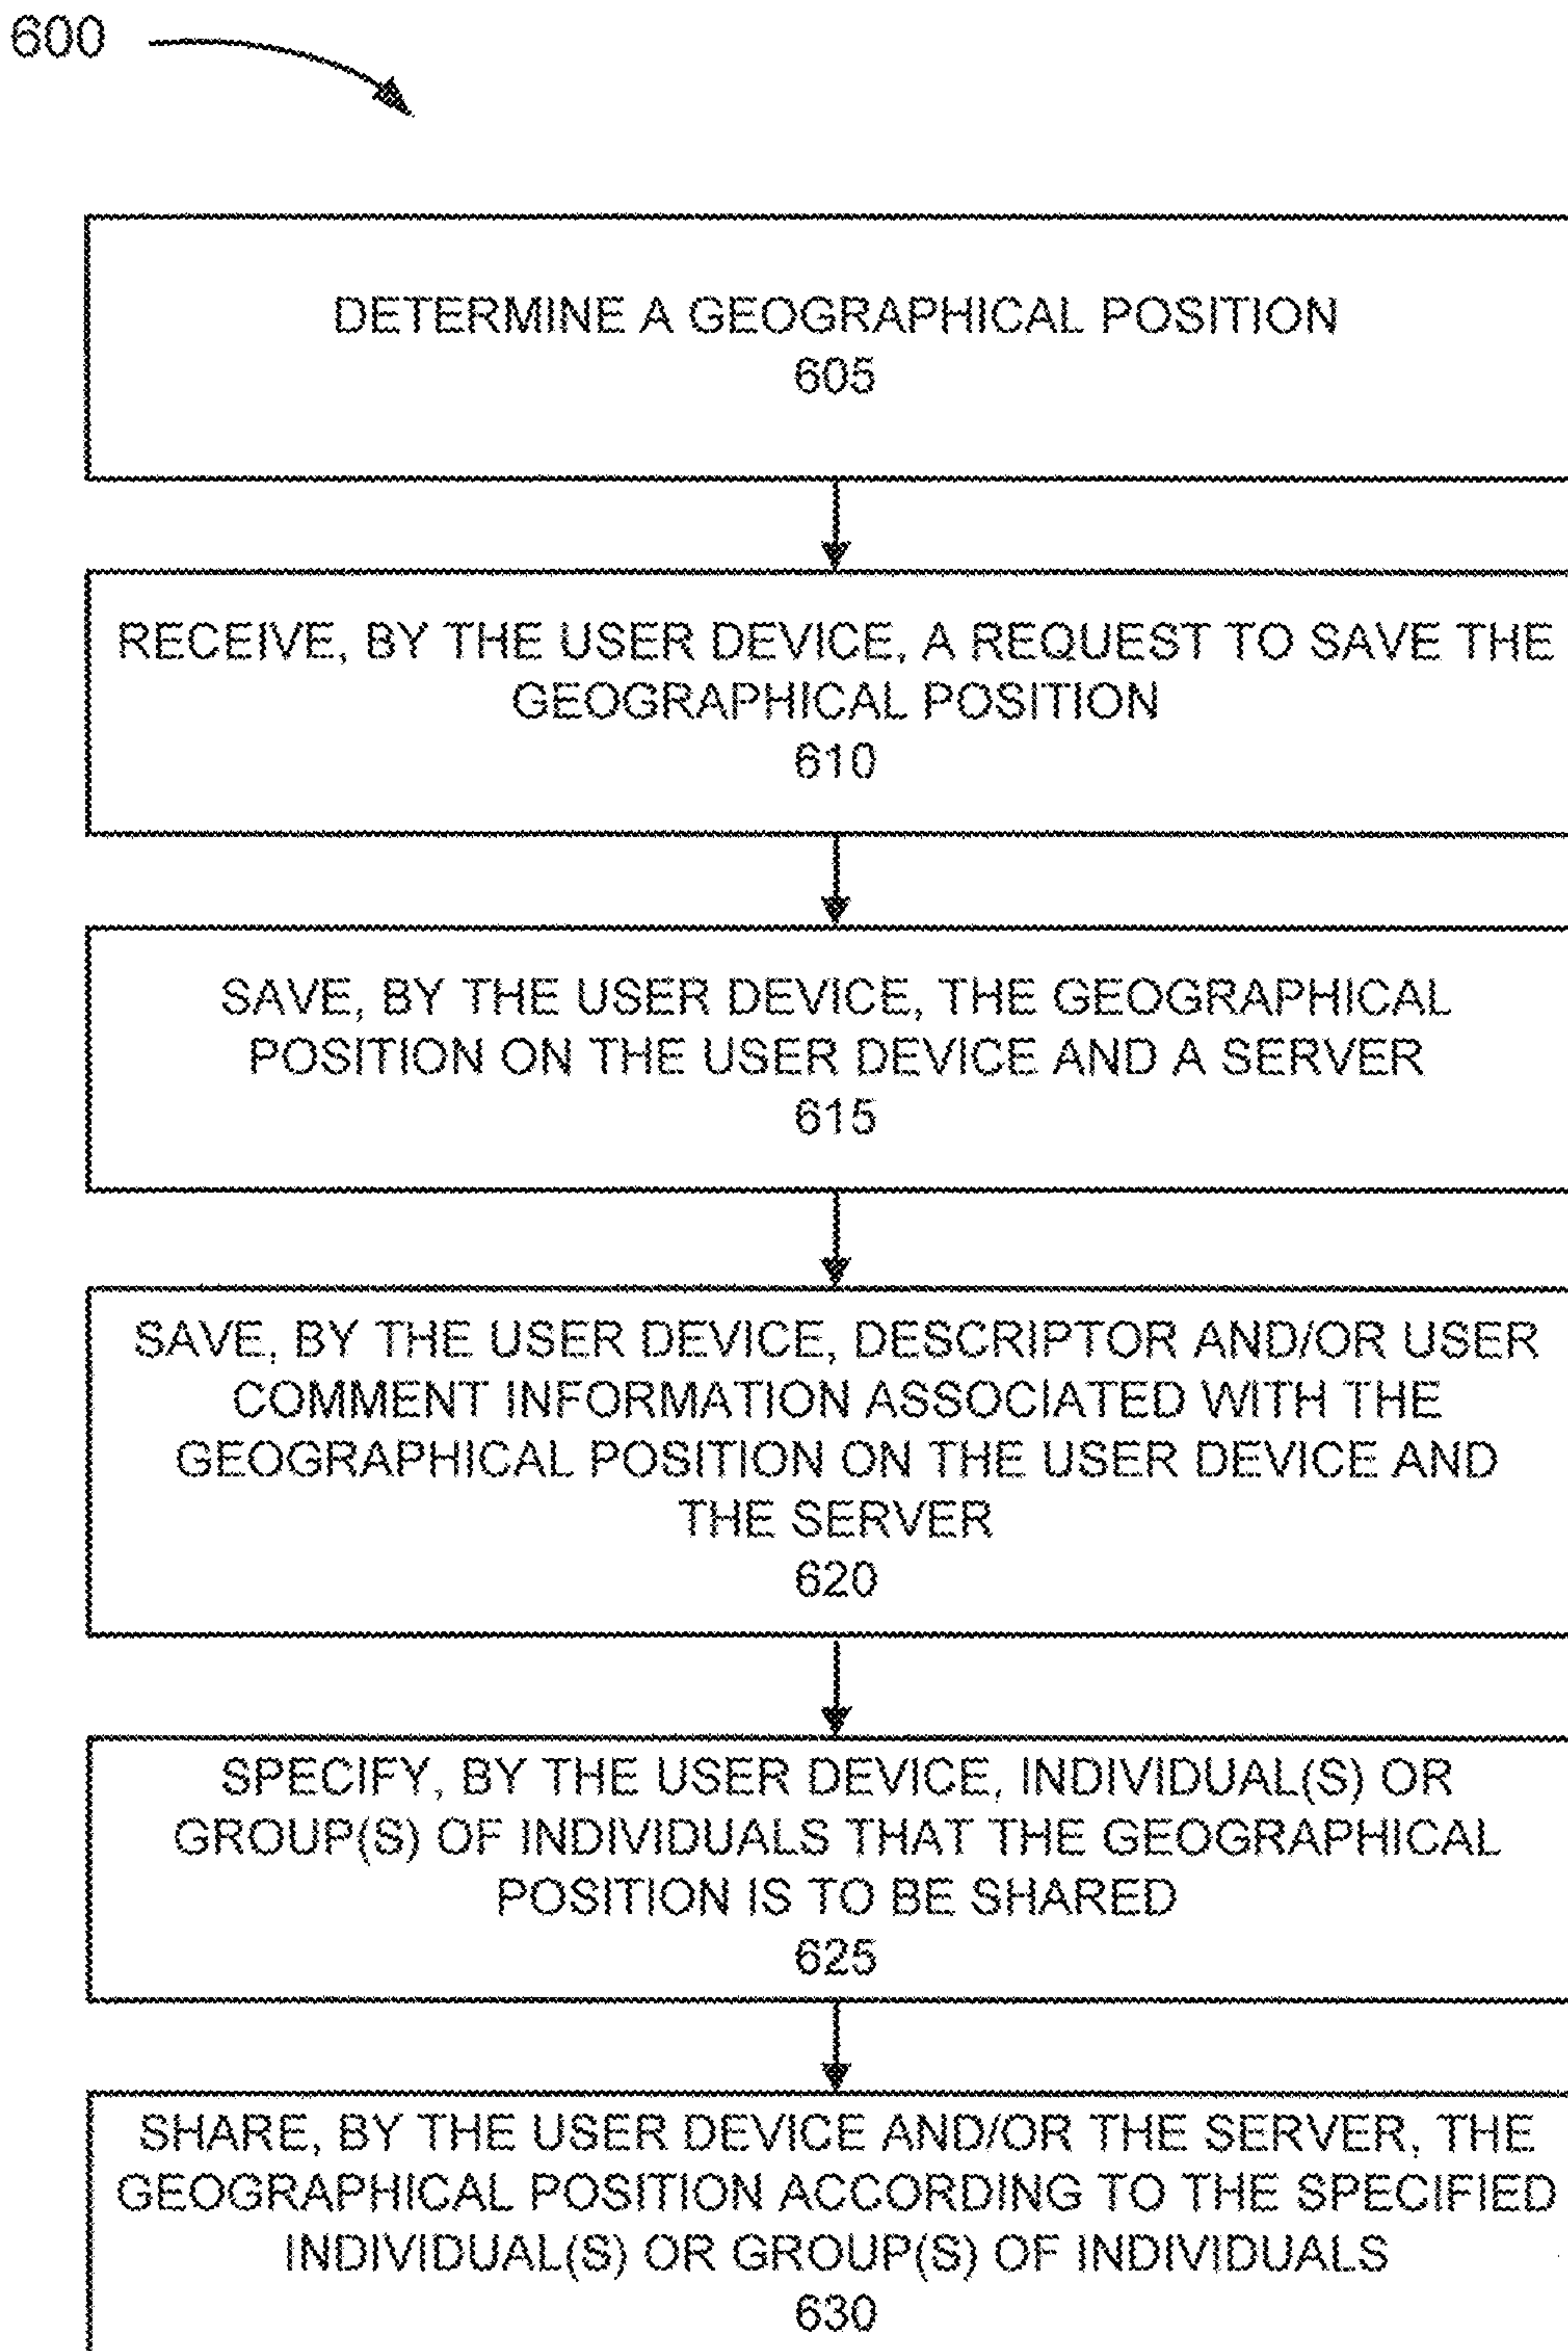 600
DETERMINE A GEOGRAPHICAL POSITION
605
RECEIVE, BY THE USER DEVICE, A REQUEST TO SAVE THE
GEOGRAPHICAL POSITION
610
SAVE, BY THE USER DEVICE, THE GEOGRAPHICAL
POSITION ON THE USER DEVICE AND A SERVER
615
SAVE, BY THE USER DEVICE, DESCRIPTOR AND/OR USER
COMMENT INFORMATION ASSOCIATED WITH THE
GEOGRAPHICAL POSITION ON THE USER DEVICE AND
THE SERVER
620
SPECIFY, BY THE USER DEVICE, INDIVIDUAL(S) OR
GROUP(S) OF INDIVIDUALS THAT THE GEOGRAPHICAL
POSITION IS TO BE SHARED
625
SHARE, BY THE USER DEVICE AND/OR THE SERVER, THE
GEOGRAPHICAL POSITION ACCORDING TO THE SPECIFIED
INDIVIDUAL(S) OR GROUP(S) OF INDIVIDUALS
630